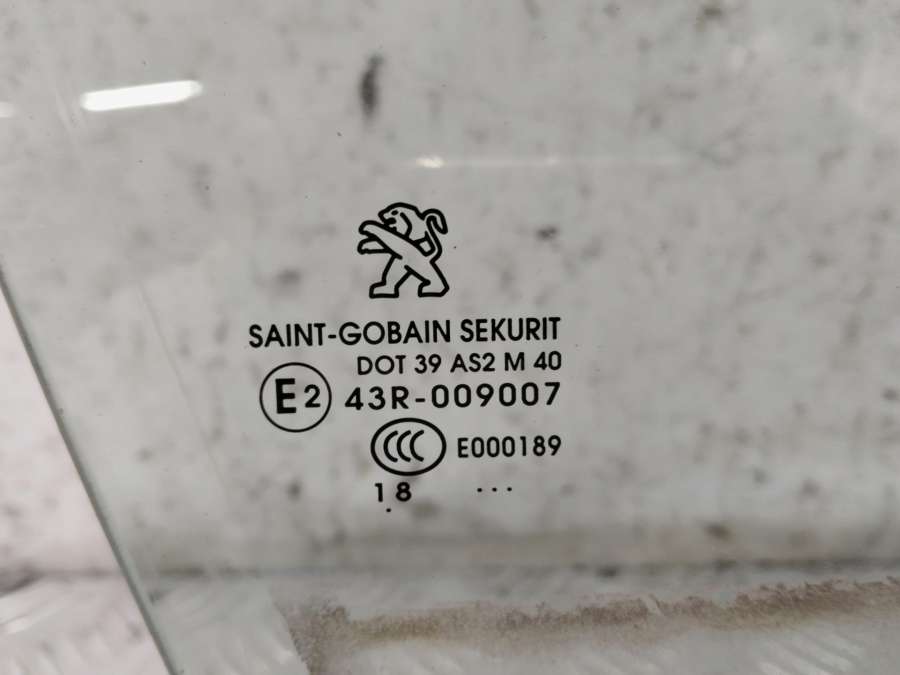 SAINT-GOBAIN SEKURIT
DOT 39 AS2 M 40
E2 43R-009007
CCC E000189
18 ...
.